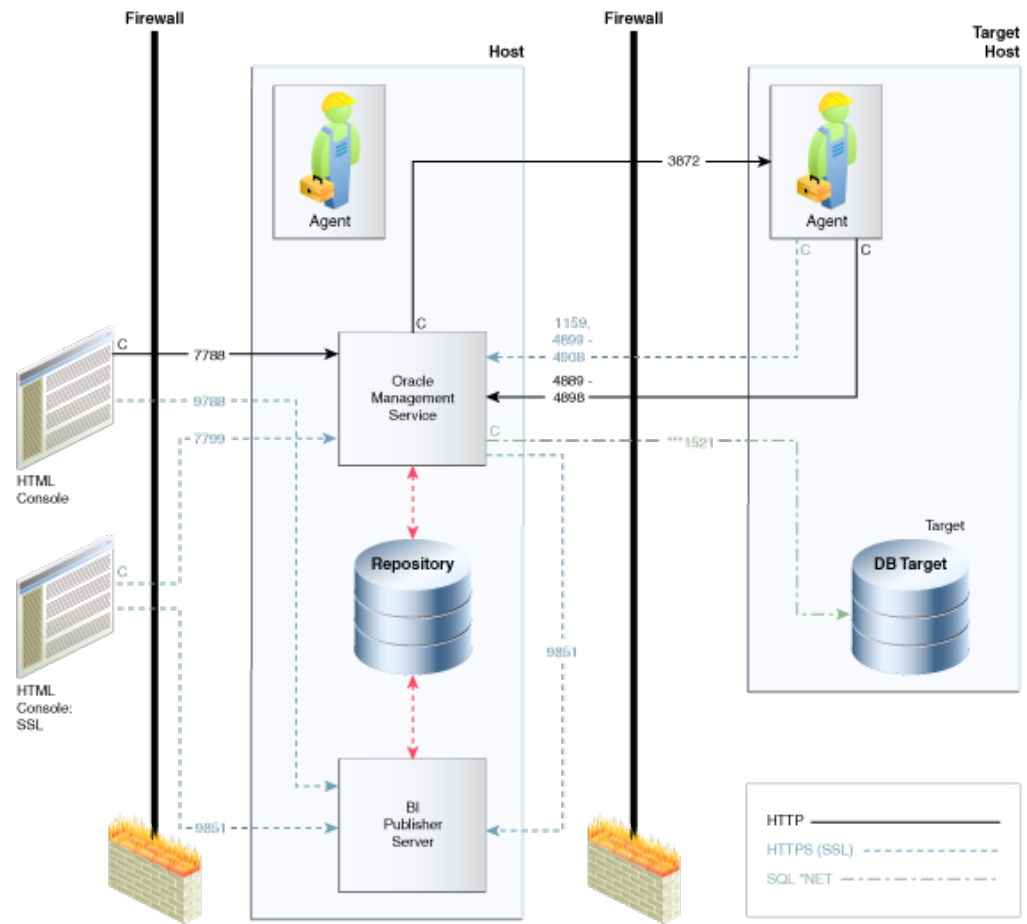 Firewall
Firewall
Host
Target
Host
Agent
Agent
3872
C
C
C
C
7788
1159,
4899 -
4908
4889 -
4898
Oracle
Management
Service
9788
7799
C
***1521
HTML
Console
C
HTML
Console:
SSL
Repository
Target
DB Target
9851
9851
BI
Publisher
Server
HTTP
HTTPS (SSL)
SQL *NET